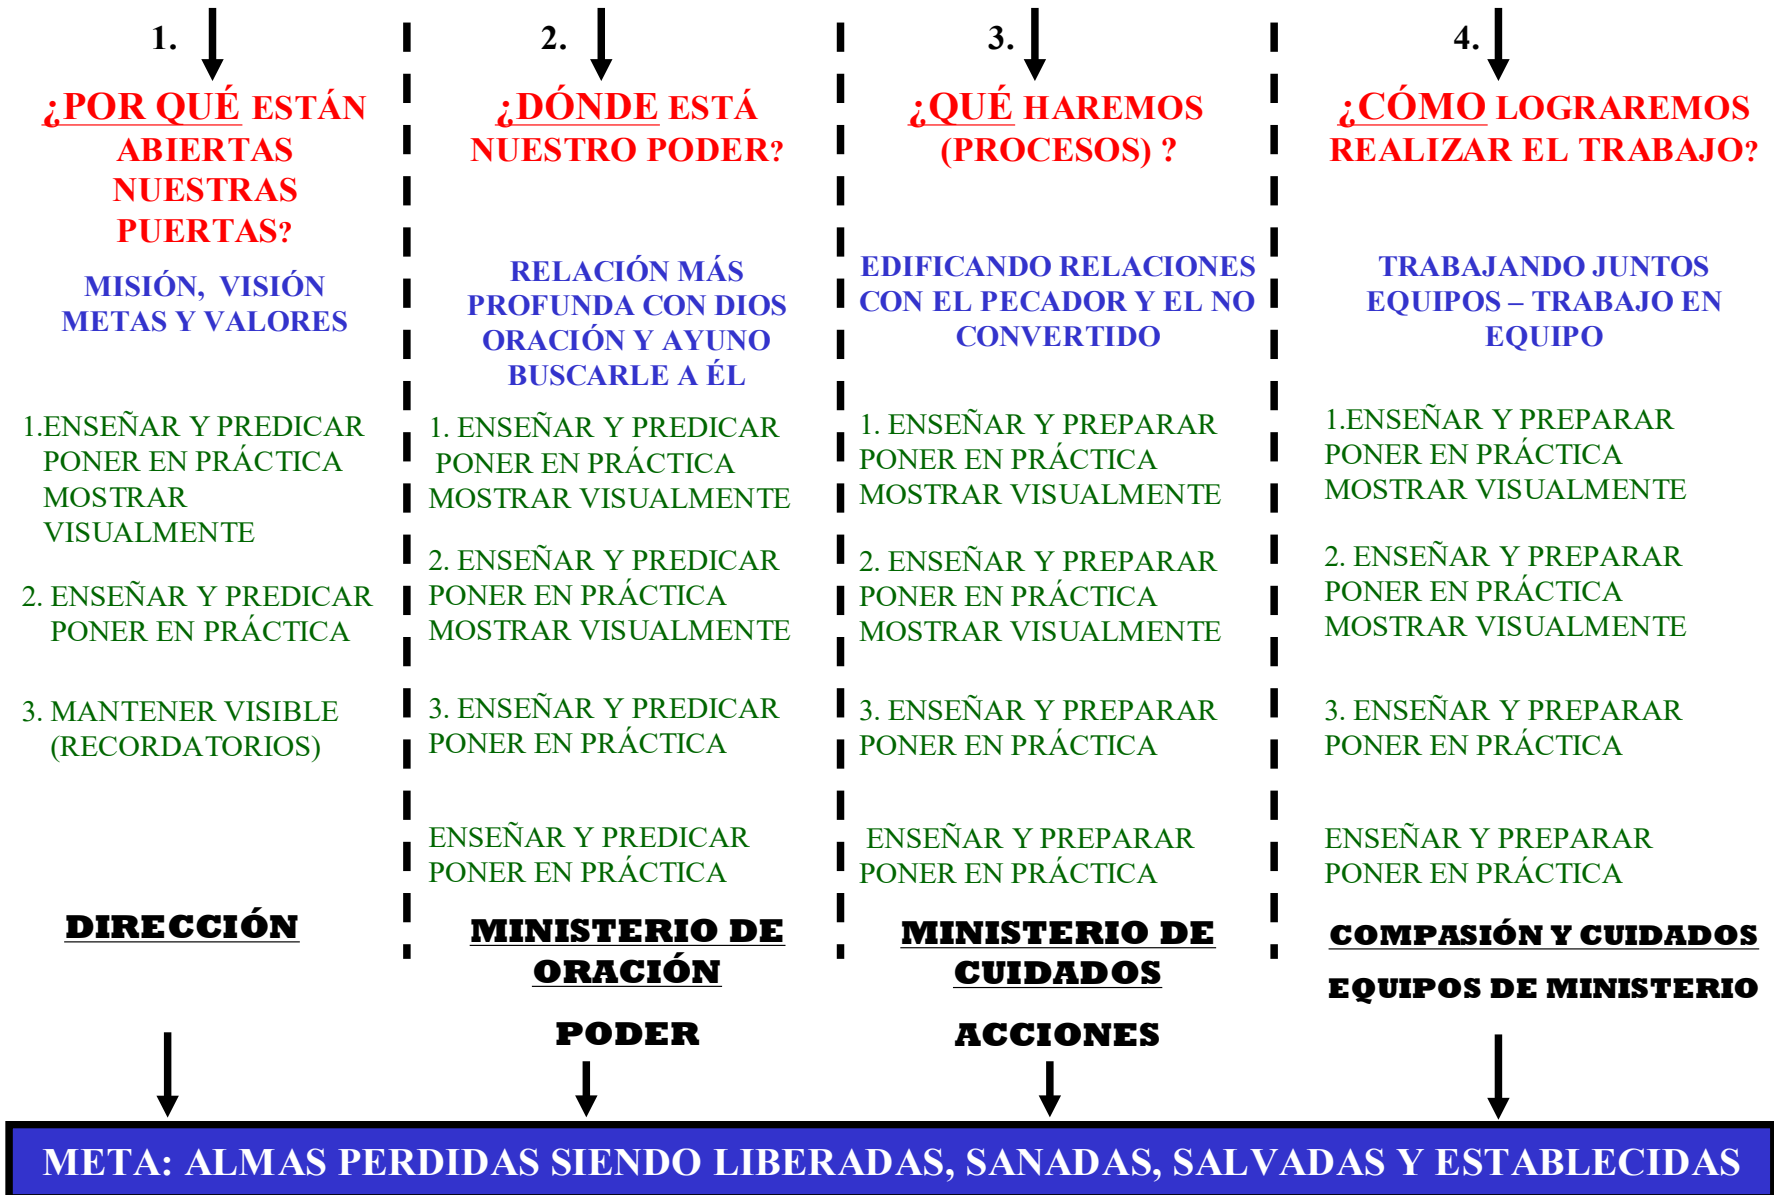 1.
¿POR QUÉ ESTÁN
ABIERTAS
NUESTRAS
PUERTAS?
MISIÓN, VISIÓN
METAS Y VALORES
1.ENSEÑAR Y PREDICAR
PONER EN PRÁCTICA
MOSTRAR
VISUALMENTE
2. ENSEÑAR Y PREDICAR
PONER EN PRÁCTICA
3. MANTENER VISIBLE
(RECORDATORIOS)
DIRECCIÓN
2.
¿DÓNDE ESTÁ
NUESTRO PODER?
RELACIÓN MÁS
PROFUNDA CON DIOS
ORACIÓN Y AYUNO
BUSCARLE A ÉL
1. ENSEÑAR Y PREDICAR
PONER EN PRÁCTICA
MOSTRAR VISUALMENTE
2. ENSEÑAR Y PREDICAR
PONER EN PRÁCTICA
MOSTRAR VISUALMENTE
3. ENSEÑAR Y PREDICAR
PONER EN PRÁCTICA
ENSEÑAR Y PREDICAR
PONER EN PRÁCTICA
MINISTERIO DE
ORACIÓN
PODER
3.
¿QUÉ HAREMOS
(PROCESOS) ?
EDIFICANDO RELACIONES
CON EL PECADOR Y EL NO
CONVERTIDO
1. ENSEÑAR Y PREPARAR
PONER EN PRÁCTICA
MOSTRAR VISUALMENTE
2. ENSEÑAR Y PREPARAR
PONER EN PRÁCTICA
MOSTRAR VISUALMENTE
3. ENSEÑAR Y PREPARAR
PONER EN PRÁCTICA
ENSEÑAR Y PREPARAR
PONER EN PRÁCTICA
MINISTERIO DE
CUIDADOS
ACCIONES
4.
¿CÓMO LOGRAREMOS
REALIZAR EL TRABAJO?
TRABAJANDO JUNTOS
EQUIPOS – TRABAJO EN
EQUIPO
1.ENSEÑAR Y PREPARAR
PONER EN PRÁCTICA
MOSTRAR VISUALMENTE
2. ENSEÑAR Y PREPARAR
PONER EN PRÁCTICA
MOSTRAR VISUALMENTE
3. ENSEÑAR Y PREPARAR
PONER EN PRÁCTICA
ENSEÑAR Y PREPARAR
PONER EN PRÁCTICA
COMPASIÓN Y CUIDADOS
EQUIPOS DE MINISTERIO
META: ALMAS PERDIDAS SIENDO LIBERADAS, SANADAS, SALVADAS Y ESTABLECIDAS